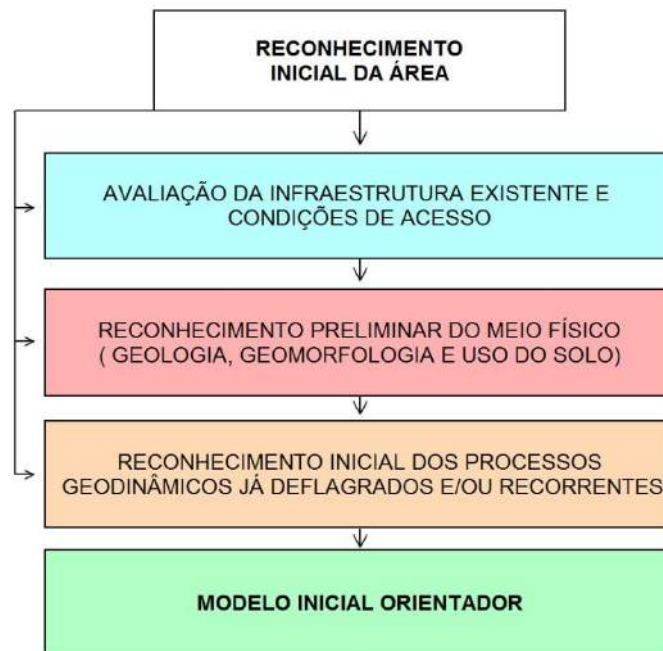 RECONHECIMENTO
INICIAL DA ÁREA
AVALIAÇÃO DA INFRAESTRUTURA EXISTENTE E
CONDIÇÕES DE ACESSO
RECONHECIMENTO PRELIMINAR DO MEIO FÍSICO
( GEOLOGIA, GEOMORFOLOGIA E USO DO SOLO)
RECONHECIMENTO INICIAL DOS PROCESSOS
GEODINÂMICOS JÁ DEFLAGRADOS E/OU RECORRENTES
MODELO INICIAL ORIENTADOR